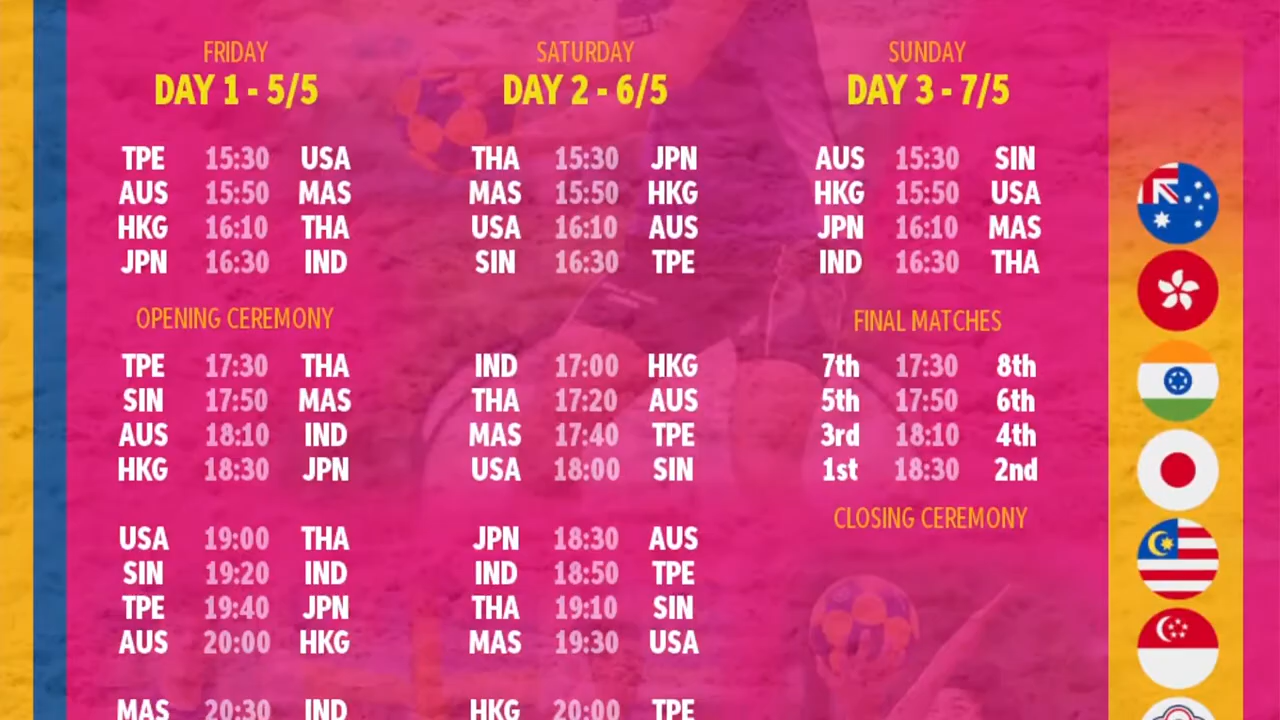 FRIDAY
DAY 1 - 5/5
TPE 15:30 USA
AUS 15:50 MAS
HKG 16:10 THA
JPN 16:30 IND
OPENING CEREMONY
TPE 17:30 THA
SIN 17:50 MAS
AUS 18:10 IND
HKG 18:30 JPN
USA 19:00 THA
SIN 19:20 IND
TPE 19:40 JPN
AUS 20:00 HKG
MAS 20:30 IND
SATURDAY
DAY 2 - 6/5
THA 15:30 JPN
MAS 15:50 HKG
USA 16:10 AUS
SIN 16:30 TPE
IND 17:00 HKG
THA 17:20 AUS
MAS 17:40 TPE
USA 18:00 SIN
JPN 18:30 AUS
IND 18:50 TPE
THA 19:10 SIN
MAS 19:30 USA
HKG 20:00 TPE
SUNDAY
DAY 3 - 7/5
AUS 15:30 SIN
HKG 15:50 USA
JPN 16:10 MAS
IND 16:30 THA
FINAL MATCHES
7th 17:30 8th
5th 17:50 6th
3rd 18:10 4th
1st 18:30 2nd
CLOSING CEREMONY